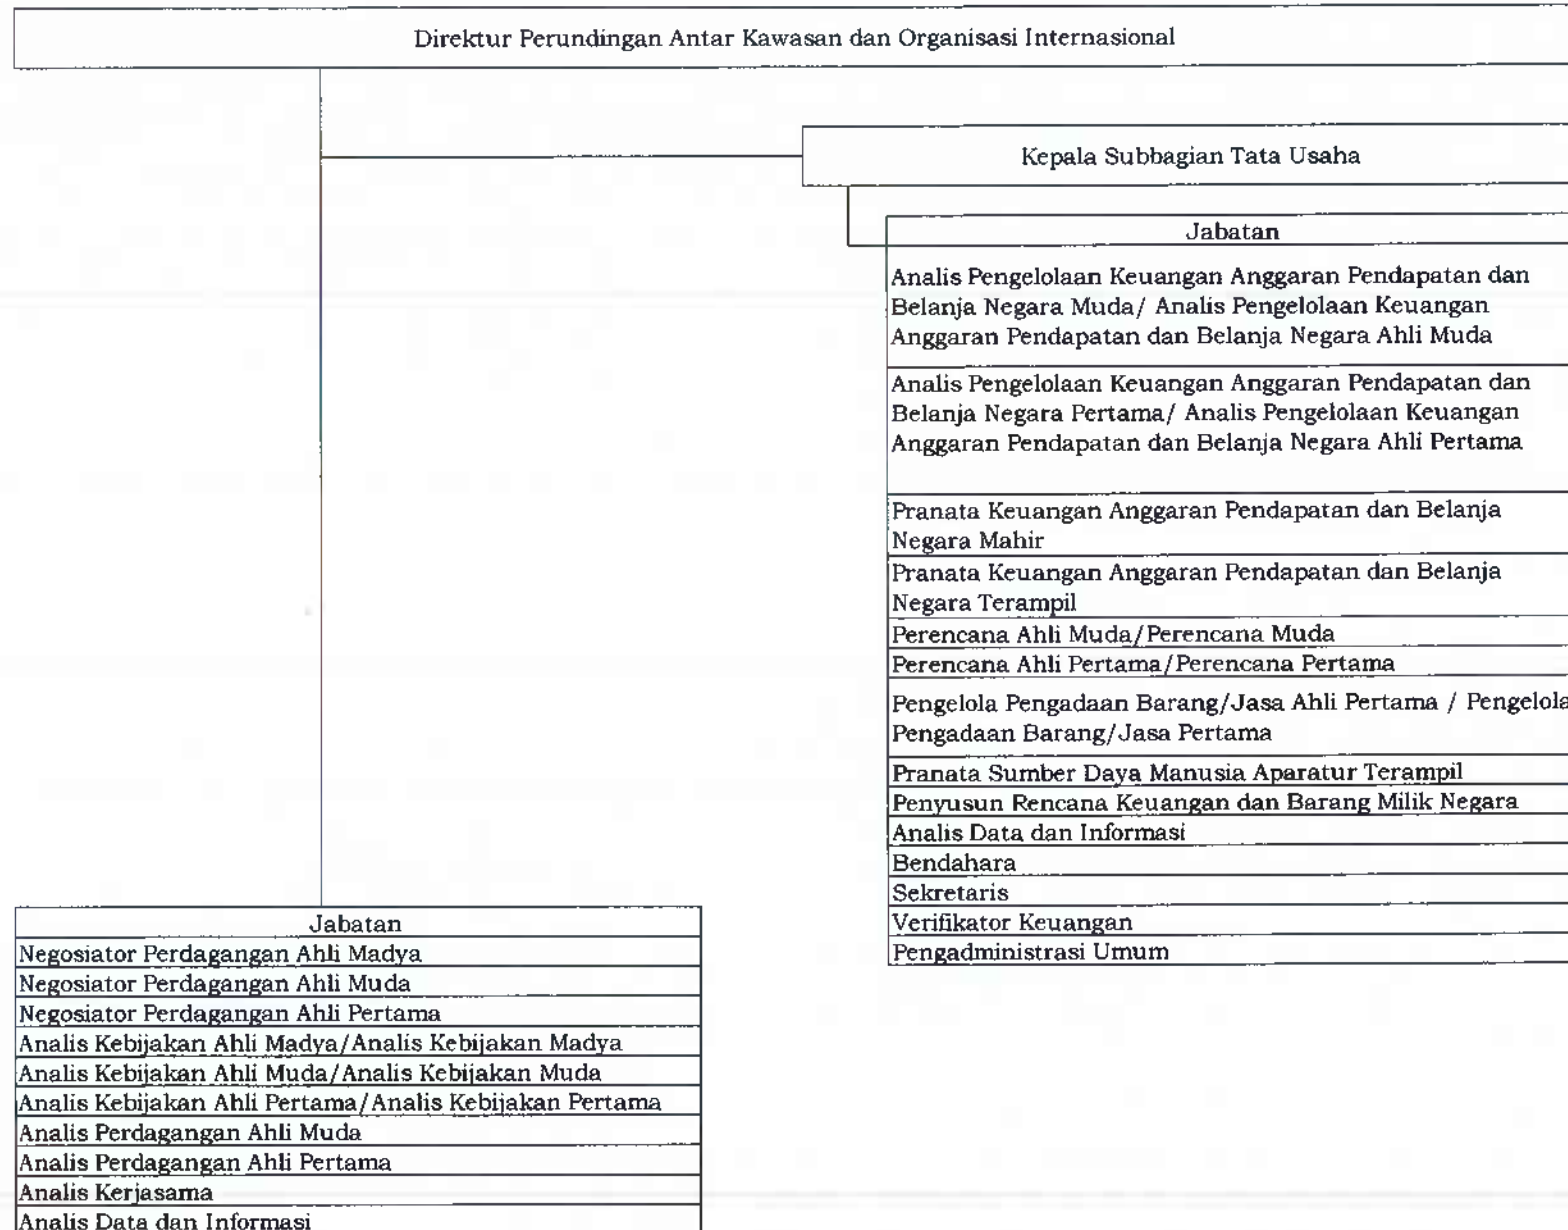 Direktur Perundingan Antar Kawasan dan Organisasi Internasional
Kepala Subbagian Tata Usaha
Jabatan
Analis Pengelolaan Keuangan Anggaran Pendapatan dan
Belanja Negara Muda/ Analis Pengelolaan Keuangan
Anggaran Pendapatan dan Belanja Negara Ahli Muda
Analis Pengelolaan Keuangan Anggaran Pendapatan dan
Belanja Negara Pertama/ Analis Pengelolaan Keuangan
Anggaran Pendapatan dan Belanja Negara Ahli Pertama
Pranata Keuangan Anggaran Pendapatan dan Belanja
Negara Mahir
Pranata Keuangan Anggaran Pendapatan dan Belanja
Negara Terampil
Perencana Ahli Muda/Perencana Muda
Perencana Ahli Pertama/Perencana Pertama
Pengelola Pengadaan Barang/Jasa Ahli Pertama / Pengelola
Pengadaan Barang/Jasa Pertama
Pranata Sumber Daya Manusia Aparatur Terampil
Penyusun Rencana Keuangan dan Barang Milik Negara
Analis Data dan Informasi
Bendahara
Sekretaris
Verifikator Keuangan
Pengadministrasi Umum
Jabatan
Negosiator Perdagangan Ahli Madya
Negosiator Perdagangan Ahli Muda
Negosiator Perdagangan Ahli Pertama
Analis Kebijakan Ahli Madya/Analis Kebijakan Madya
Analis Kebijakan Ahli Muda/Analis Kebijakan Muda
Analis Kebijakan Ahli Pertama/Analis Kebijakan Pertama
Analis Perdagangan Ahli Muda
Analis Perdagangan Ahli Pertama
Analis Kerjasama
Analis Data dan Informasi